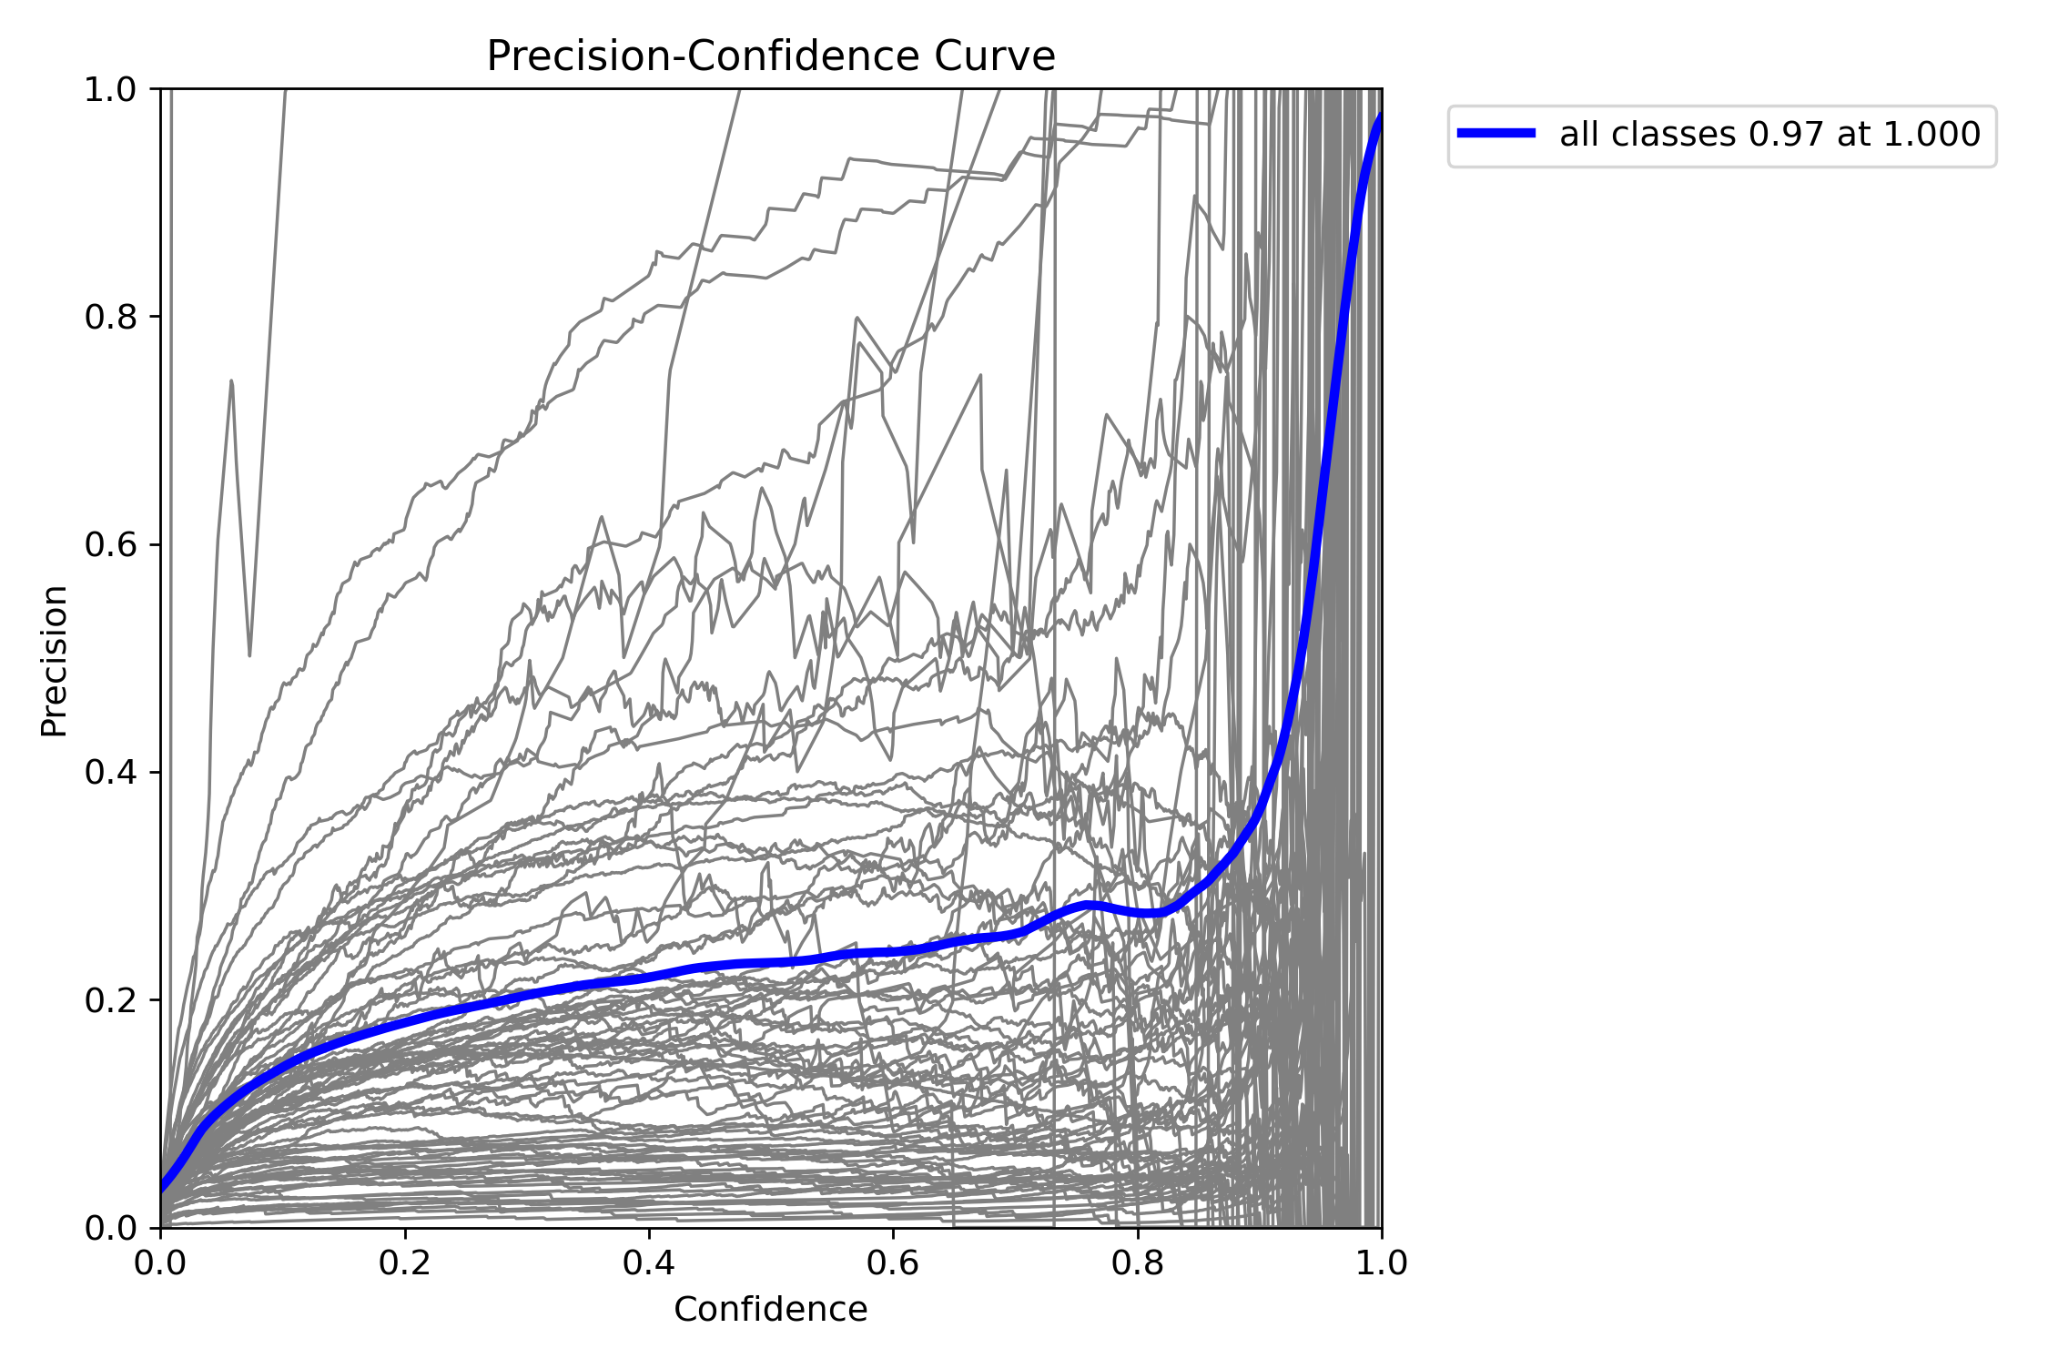 Precision-Confidence Curve
all classes 0.97 at 1.000
Precision
1.0
0.8
0.6
0.4
0.2
0.0
0.0 0.2 0.4 0.6 0.8 1.0
Confidence